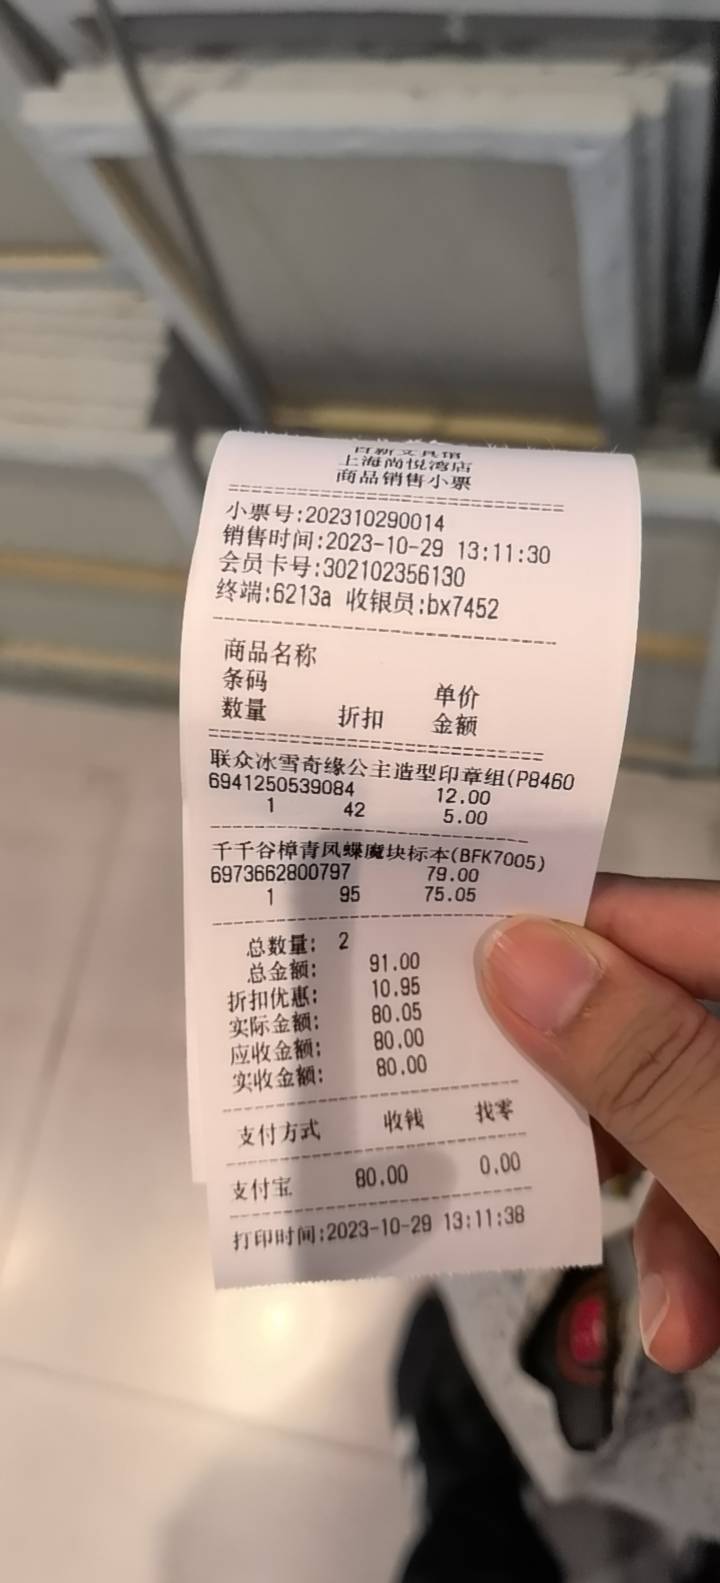 百新文具馆
上海尚悦湾店
商品销售小票
小票号:202310290014
销售时间:2023-10-29 13:11:30
会员卡号:302102356130
终端:6213a 收银员:bx7452
商品名称
条码 单价
数量 折扣 金额
联众冰雪奇缘公主造型印章组(P8460
6941250539084 12.00
1 42 5.00
千千谷樟青凤蝶魔块标本(BFK7005)
6973662800797 79.00
1 95 75.05
总数量: 2
总金额: 91.00
折扣优惠: 10.95
实际金额: 80.05
应收金额: 80.00
实收金额: 80.00
支付方式 收钱 找零
支付宝 80.00 0.00
打印时间:2023-10-29 13:11:38